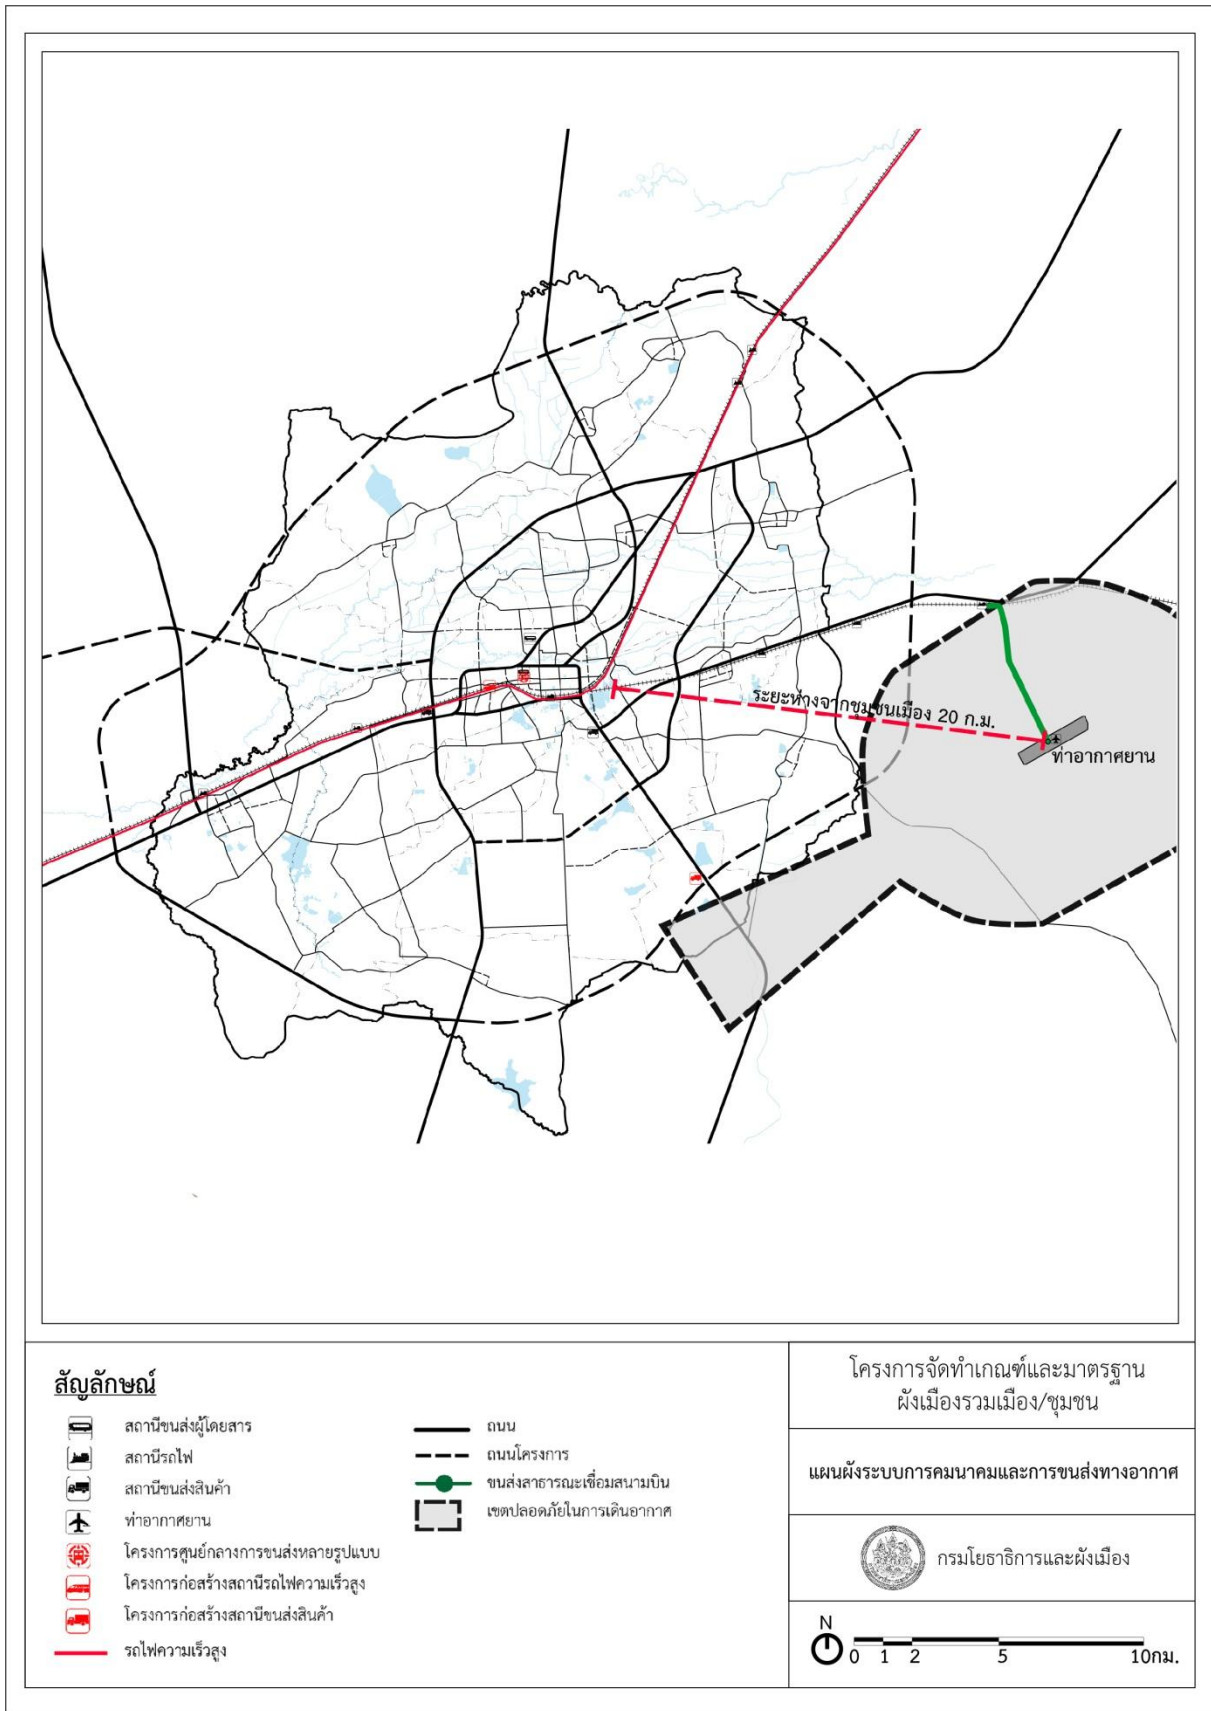 ระยะห่างจากชุมชนเมือง 20 ก.ม.
ท่าอากาศยาน
สัญลักษณ์
สถานีขนส่งผู้โดยสาร
สถานีรถไฟ
สถานีขนส่งสินค้า
ท่าอากาศยาน
โครงการศูนย์กลางการขนส่งหลายรูปแบบ
โครงการก่อสร้างสถานีรถไฟความเร็วสูง
โครงการก่อสร้างสถานีขนส่งสินค้า
รถไฟความเร็วสูง
ถนน
ถนนโครงการ
ขนส่งสาธารณะเชื่อมสนามบิน
เขตปลอดภัยในการเดินอากาศ
โครงการจัดทำเกณฑ์และมาตรฐาน
ผังเมืองรวมเมือง/ชุมชน
แผนผังระบบการคมนาคมและการขนส่งทางอากาศ
กรมโยธาธิการและผังเมือง
N
0 1 2 5 10กม.